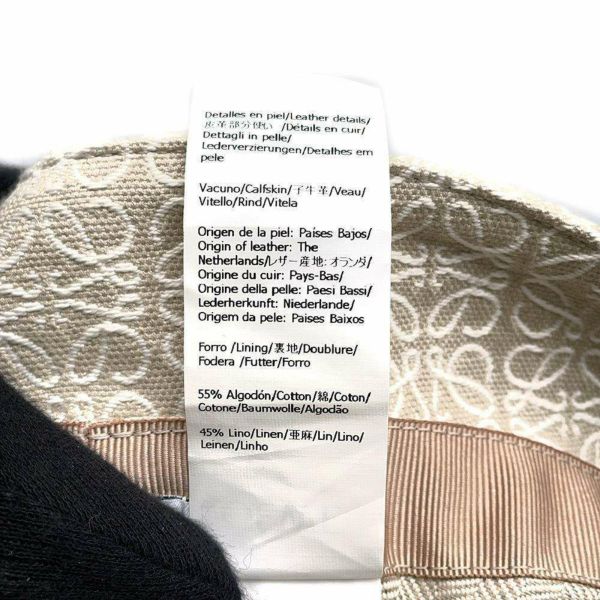 Detalles en piel/Leather details/
皮革部分使い /Détails en cuir/
Dettagli in pelle/
Lederverzierungen/Detalhes em
pele
Vacuno/Calfskin/子牛革/Veau/
Vitello/Rind/Vitela
Origen de la piel: Países Bajos/
Origin of leather: The
Netherlands/レザー産地: オランダ/
Origine du cuir: Pays-Bas/
Origine della pelle: Paesi Bassi/
Lederherkunft: Niederlande/
Origem da pele: Paises Baixos
Forro /Lining/裏地/Doublure/
Fodera /Futter/Forro
55% Algodón/Cotton/綿/Coton/
Cotone/Baumwolle/Algodão
45% Lino/Linen/亜麻/Lin/Lino/
Leinen/Linho